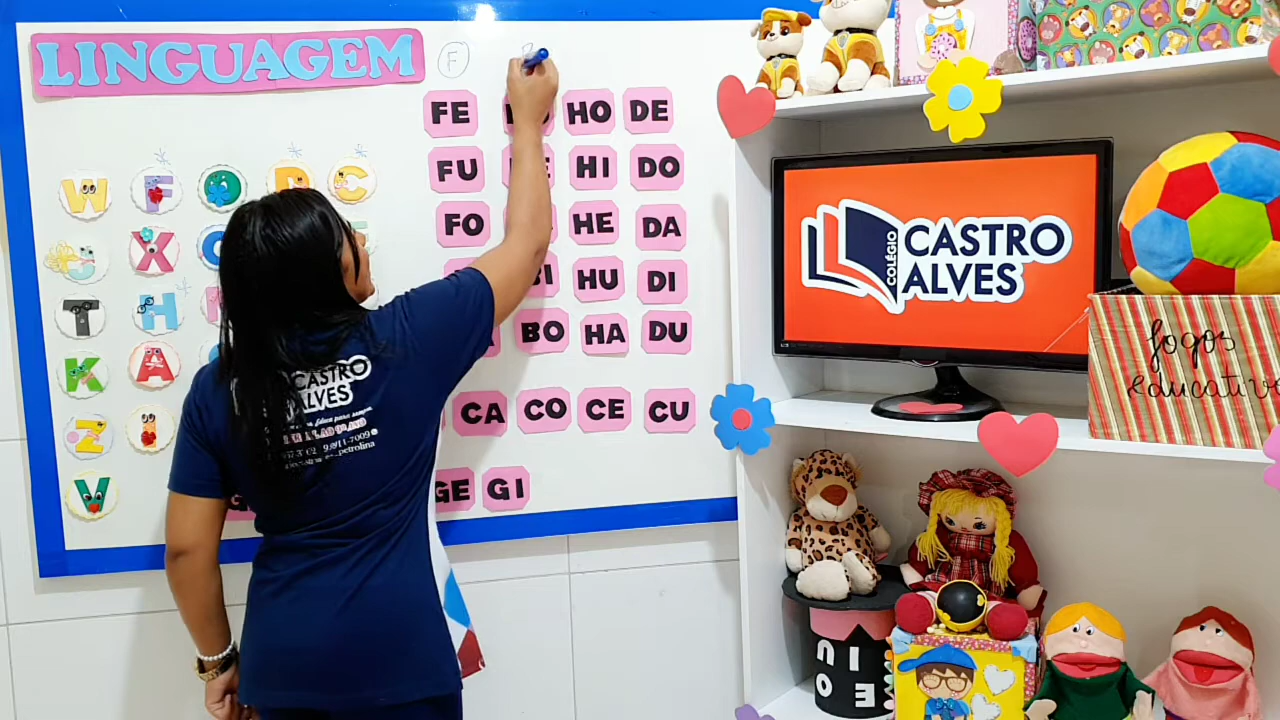 LINGUAGEM
F
FE HO DE
FU HI DO
FO HE DA
HU DI
BO HA DU
CA CO CE CU
GE GI
W F O C
X
T H
K A
Z I
V
CASTRO
ALVES
petrolina
COLÉGIO
CASTRO
ALVES
Jogos
educativ
U I
O E